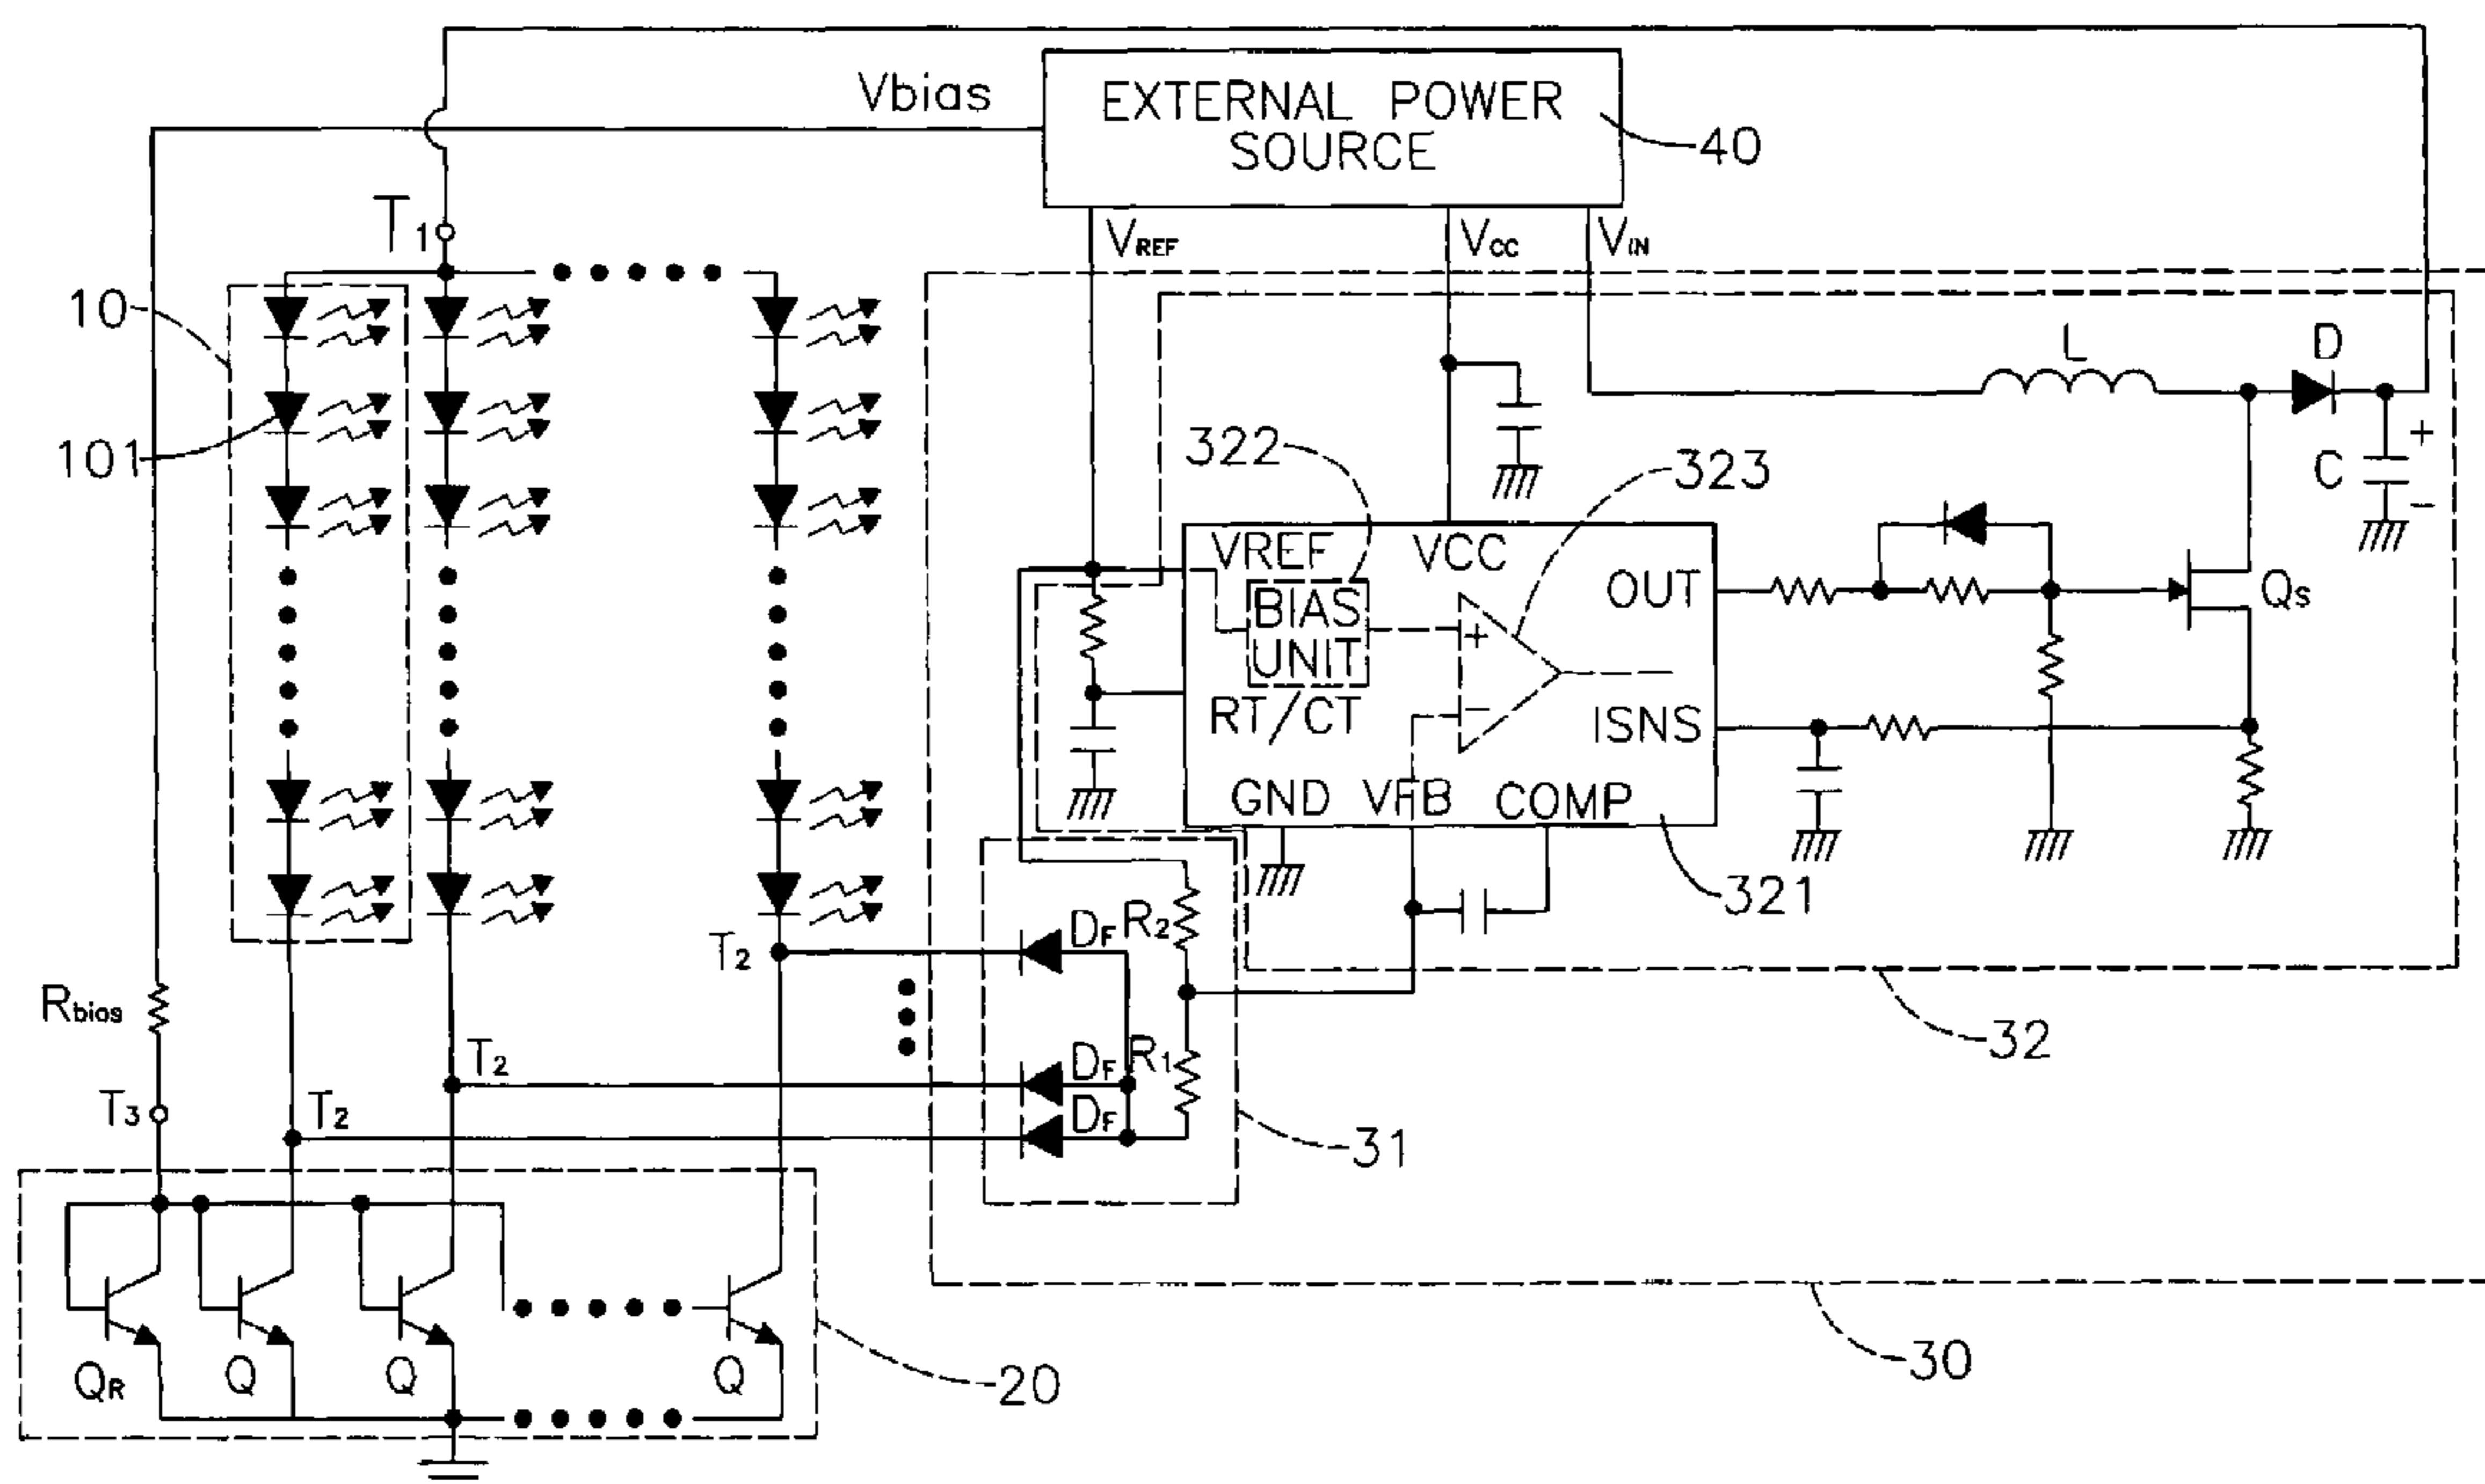 Vbias
EXTERNAL POWER
SOURCE
40
T1
VREF
VCC
VIN
10
101
L
D
+
C
-
322
323
VREF
VCC
OUT
QS
BIAS
UNIT
+
-
RT/CT
ISNS
GND
VFB
COMP
321
DF
R2
T2
Rbias
32
T2
DF
R1
T3
T2
DF
31
QR
Q
Q
Q
20
30